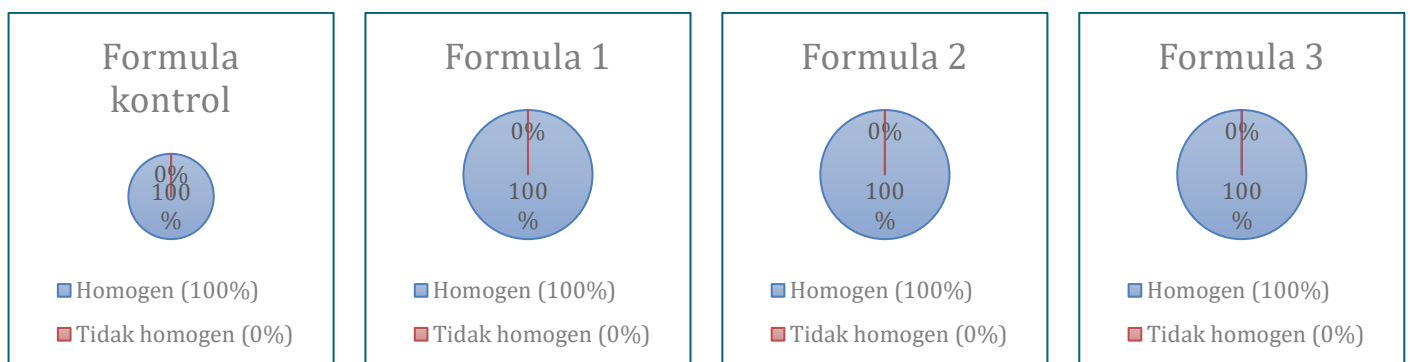 Formula
kontrol
0%
100
%
Homogen (100%)
Tidak homogen (0%)
Formula 1
0%
100
%
Homogen (100%)
Tidak homogen (0%)
Formula 2
0%
100
%
Homogen (100%)
Tidak homogen (0%)
Formula 3
0%
100
%
Homogen (100%)
Tidak homogen (0%)